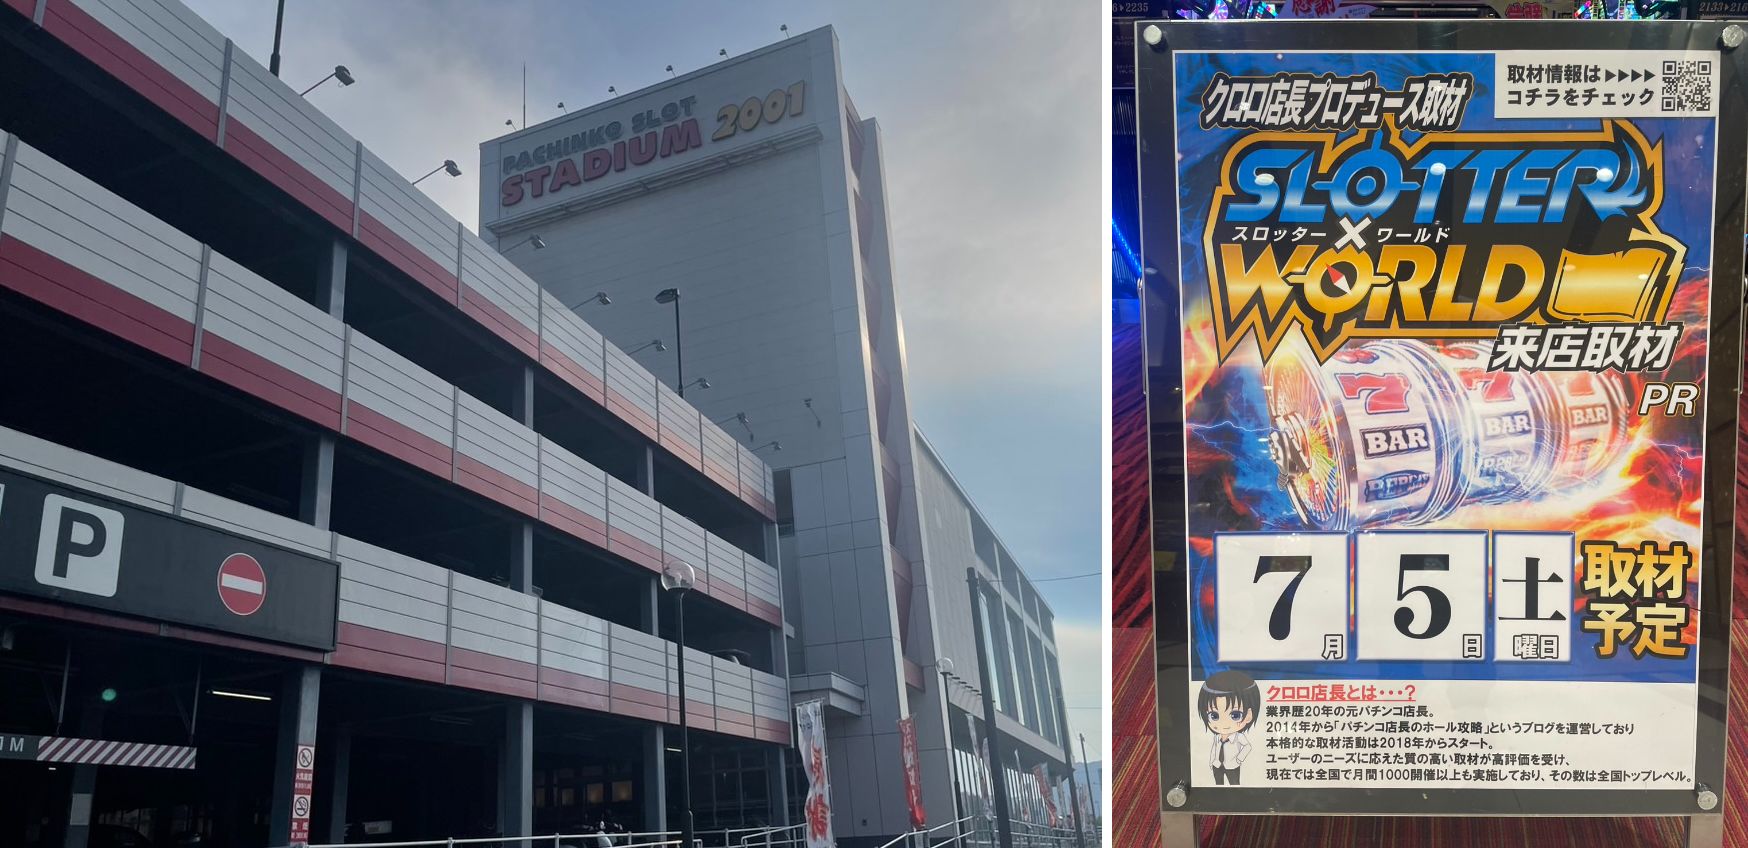 PACHINKO SLOT
STADIUM 2001
P
感謝
6▶2235
取材情報は▶▶▶▶
コチラをチェック
クロロ店長プロデュース取材
SLOTTER
スロッター×ワールド
WORLD
来店取材
PR
7
BAR
7
BAR
BAR
7月5日土曜日
取材
予定
クロロ店長とは・・・?
業界歴20年の元パチンコ店長。
2014年から「パチンコ店長のホール攻略」というブログを運営しており
本格的な取材活動は2018年からスタート。
ユーザーのニーズに応えた質の高い取材が高評価を受け、
現在では全国で月間1000開催以上も実施しており、その数は全国トップレベル。